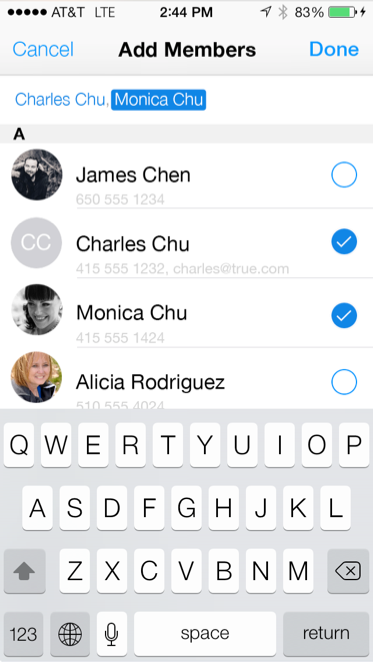 AT&T LTE 2:44 PM 83%
Cancel Add Members Done
Charles Chu, Monica Chu
A
James Chen
650 555 1234
CC Charles Chu
415 555 1232, charles@true.com
Monica Chu
415 555 1424
Alicia Rodriguez
510 555 4024
Q W E R T Y U I O P
A S D F G H J K L
Z X C V B N M
123 space return